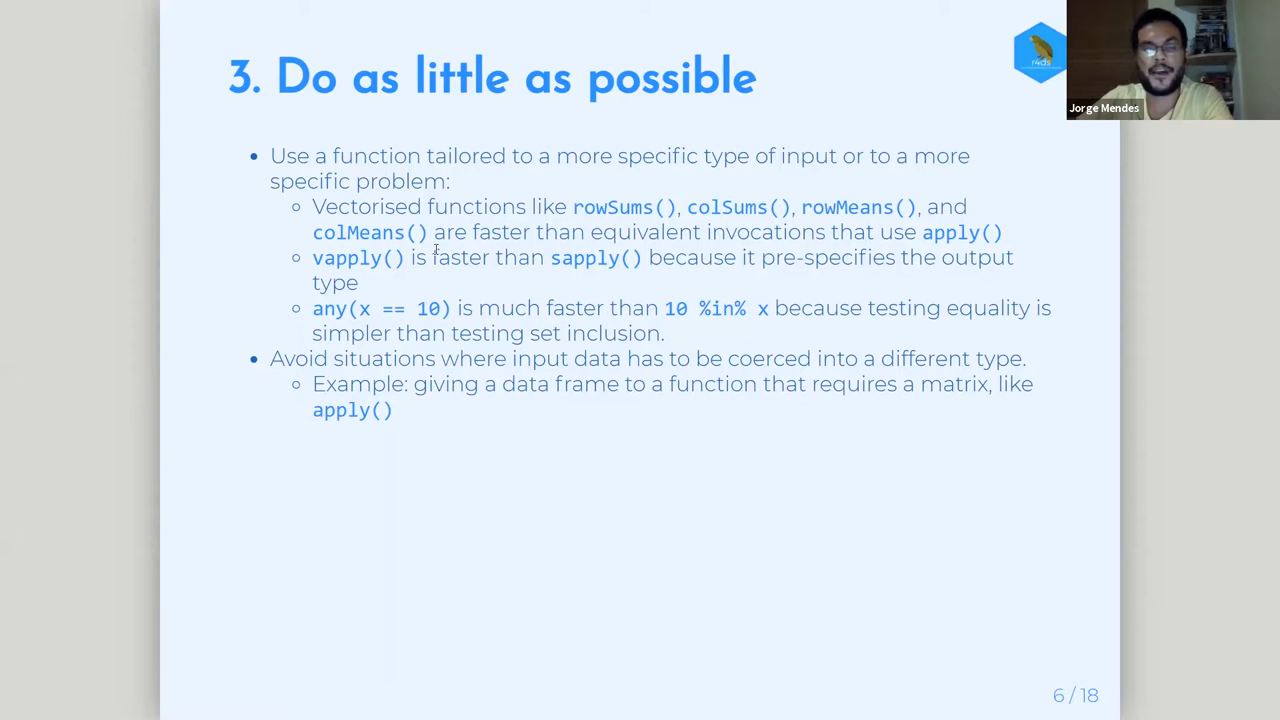 3. Do as little as possible
r4ds
Jorge Mendes
• Use a function tailored to a more specific type of input or to a more
specific problem:
○ Vectorised functions like rowSums(), colSums(), rowMeans(), and
colMeans() are faster than equivalent invocations that use apply()
○ vapply() is faster than sapply() because it pre-specifies the output
type
○ any(x == 10) is much faster than 10 %in% x because testing equality is
simpler than testing set inclusion.
• Avoid situations where input data has to be coerced into a different type.
○ Example: giving a data frame to a function that requires a matrix, like
apply()
6 / 18